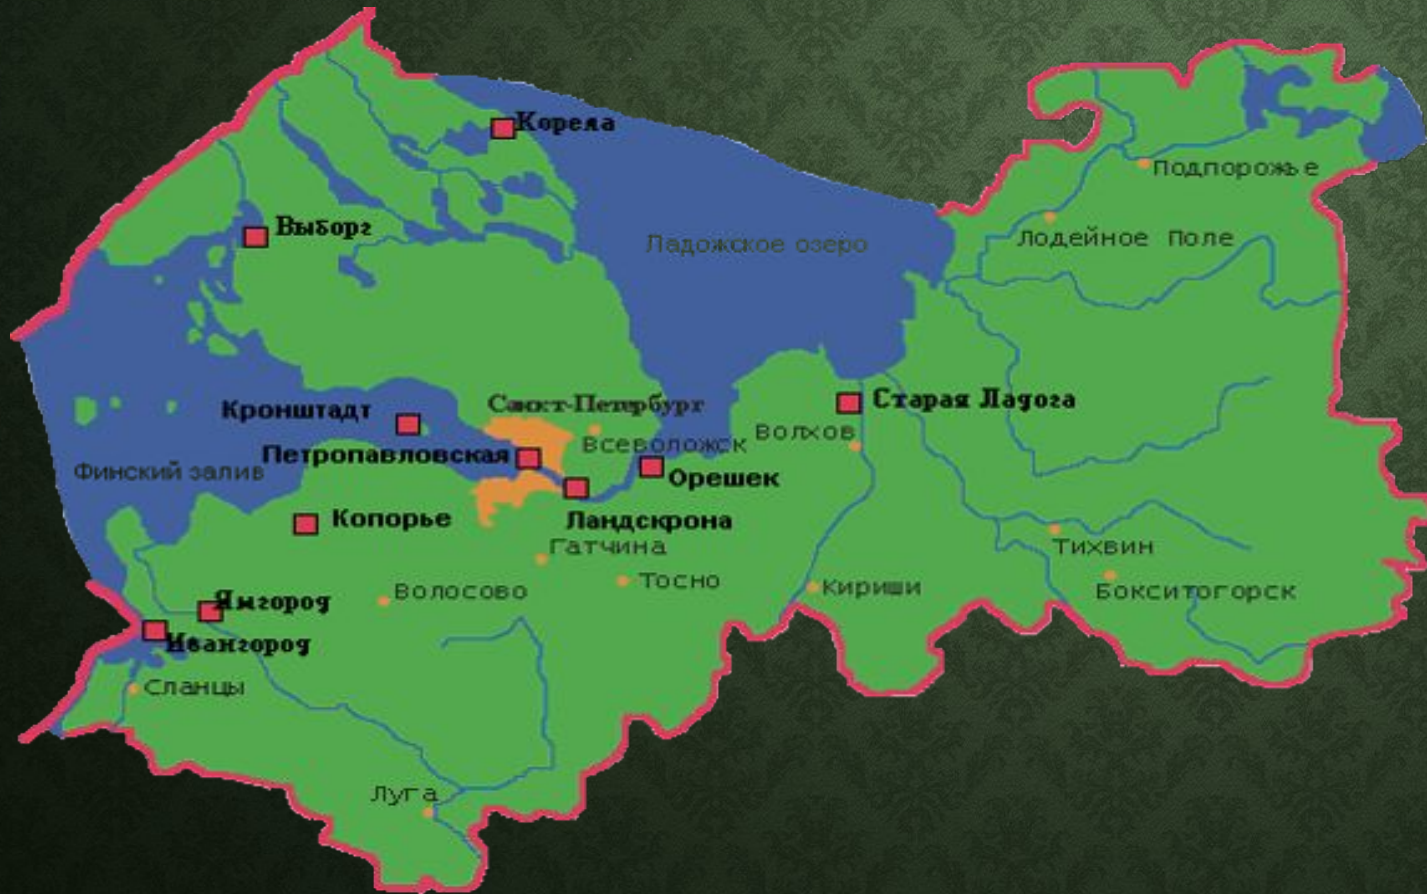 Корела
Подпорожье
Выборг
Лодейное Поле
Ладожское озеро
Старая Ладога
Санкт-Петербург
Кронштадт
Волхов
Всеволожск
Петропавловская
Финский залив
Орешек
Копорье
Ландскрона
Гатчина
Тихвин
Тосно
Кириши
Волосово
Бокситогорск
Ямгород
Ивангород
Сланцы
Луга